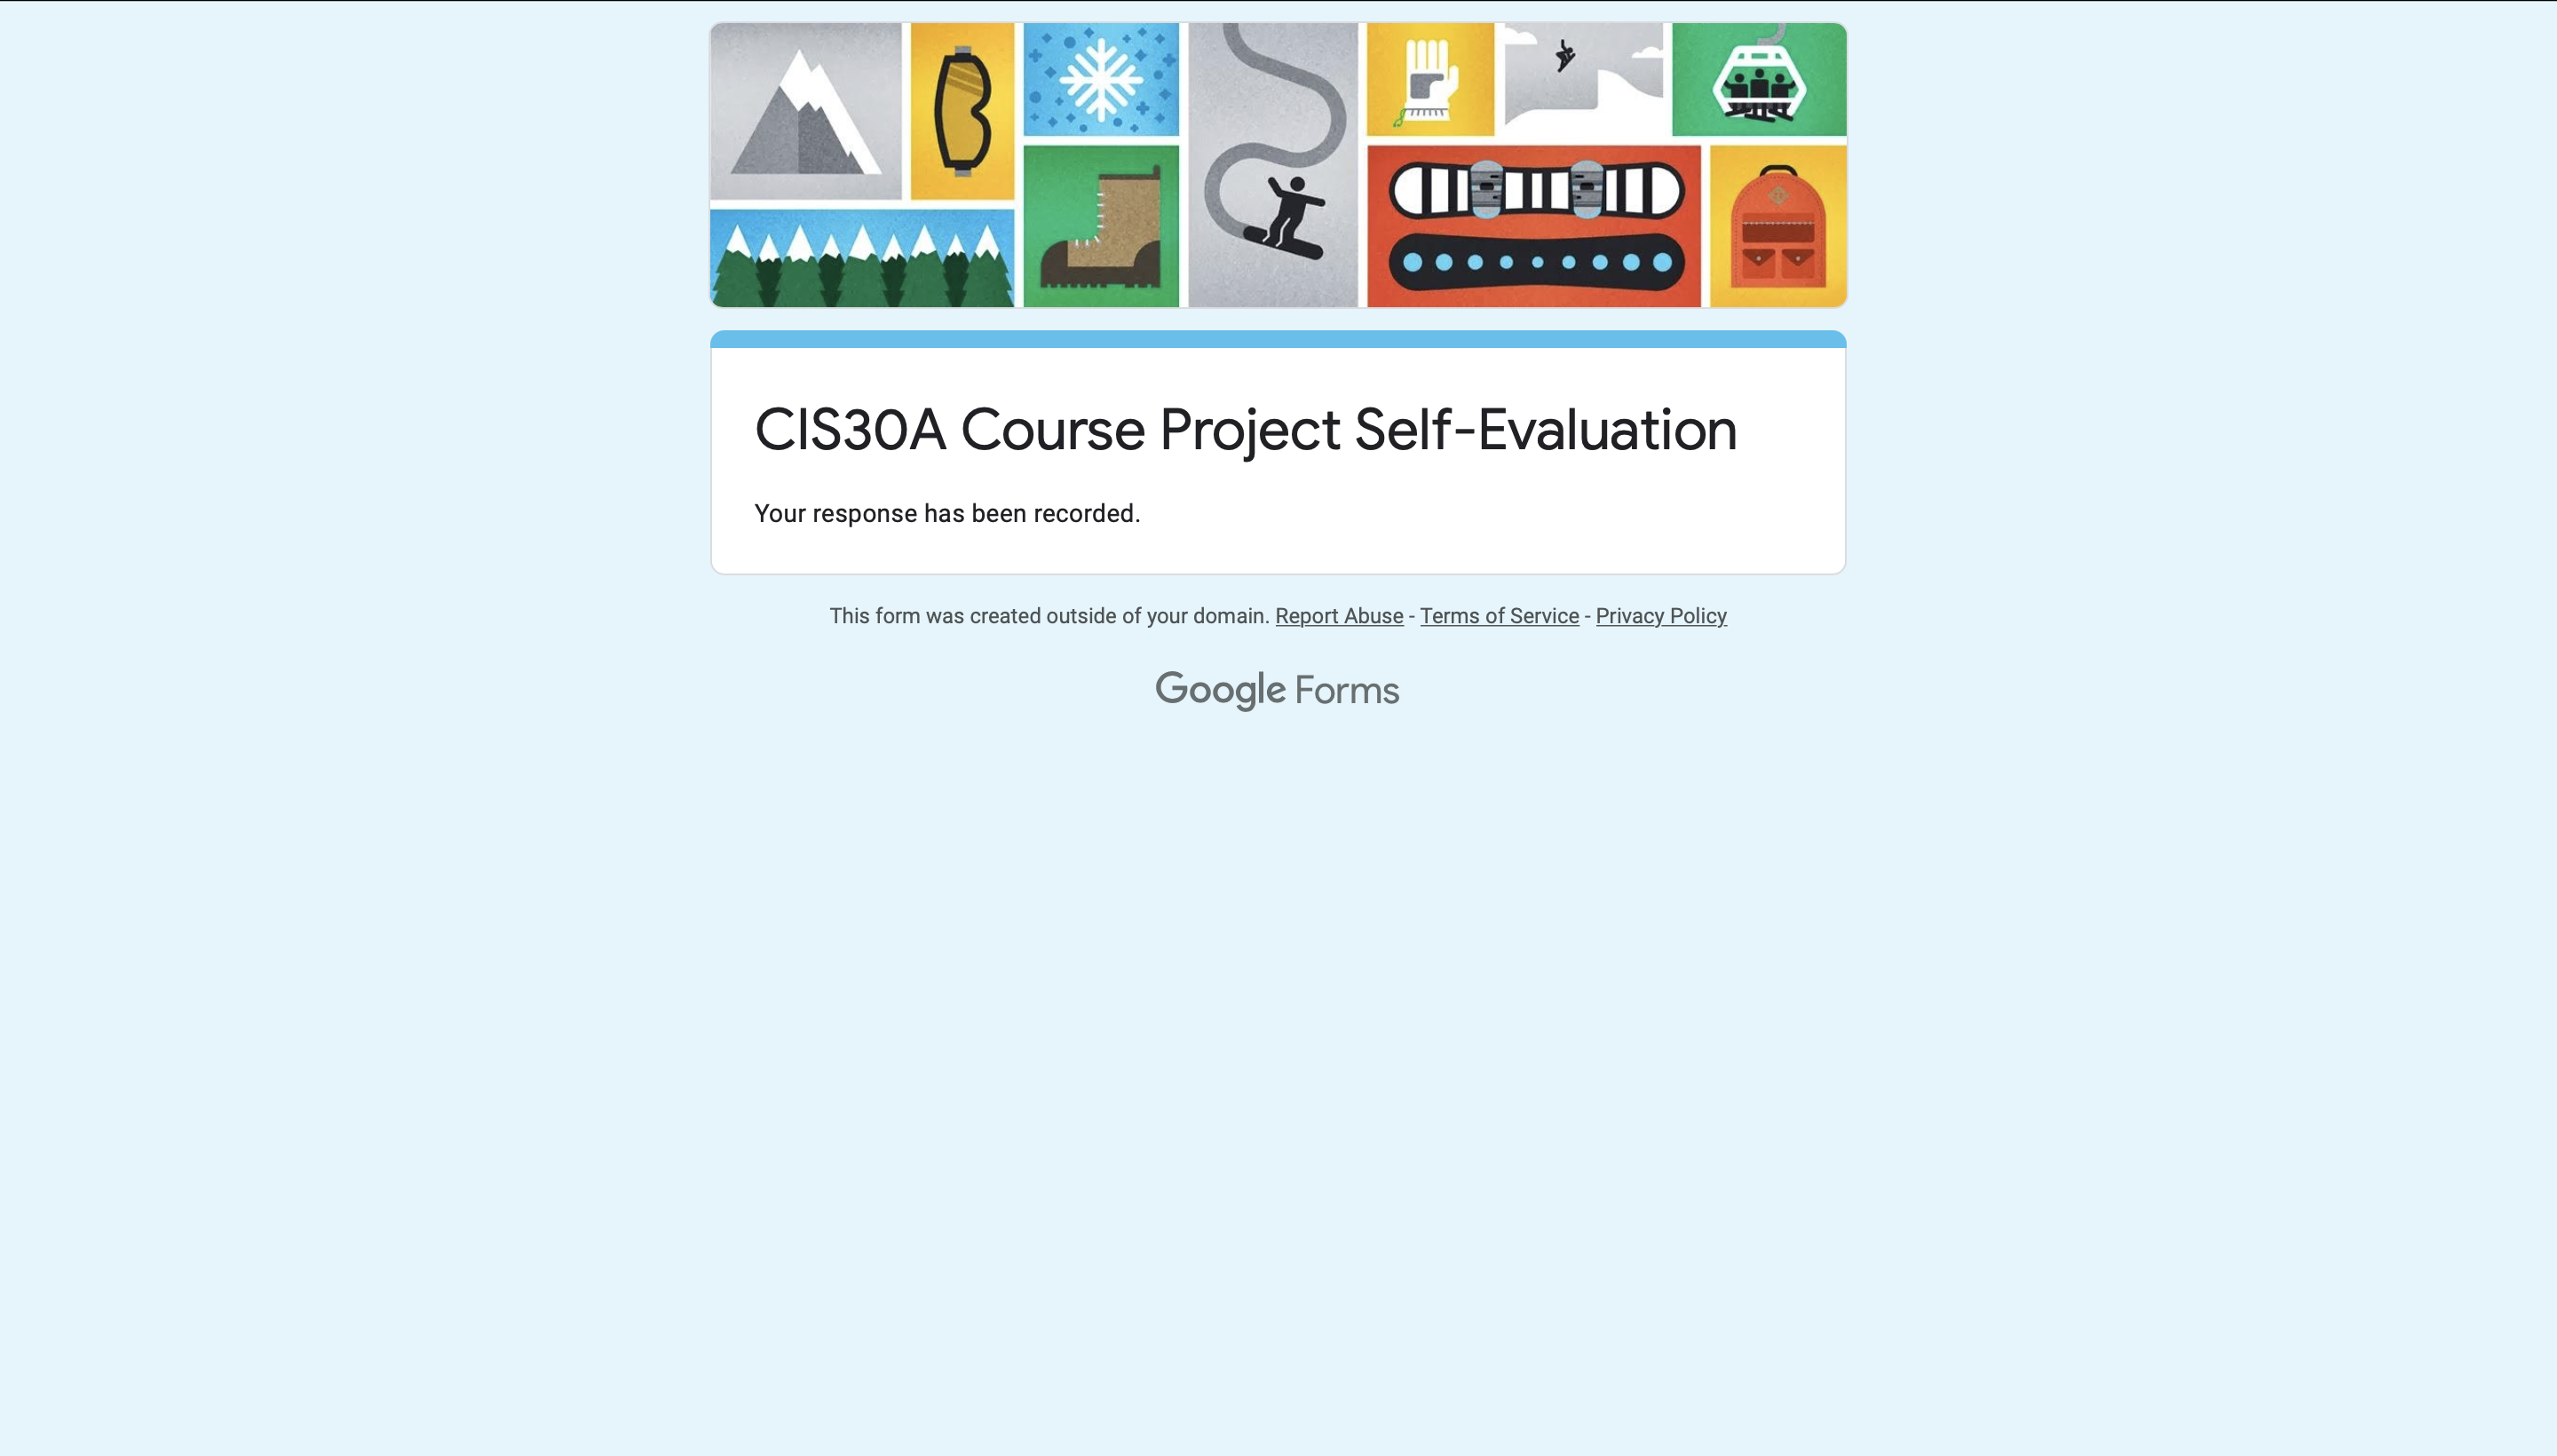 CIS30A Course Project Self-Evaluation
Your response has been recorded.
This form was created outside of your domain. Report Abuse - Terms of Service - Privacy Policy
Google Forms